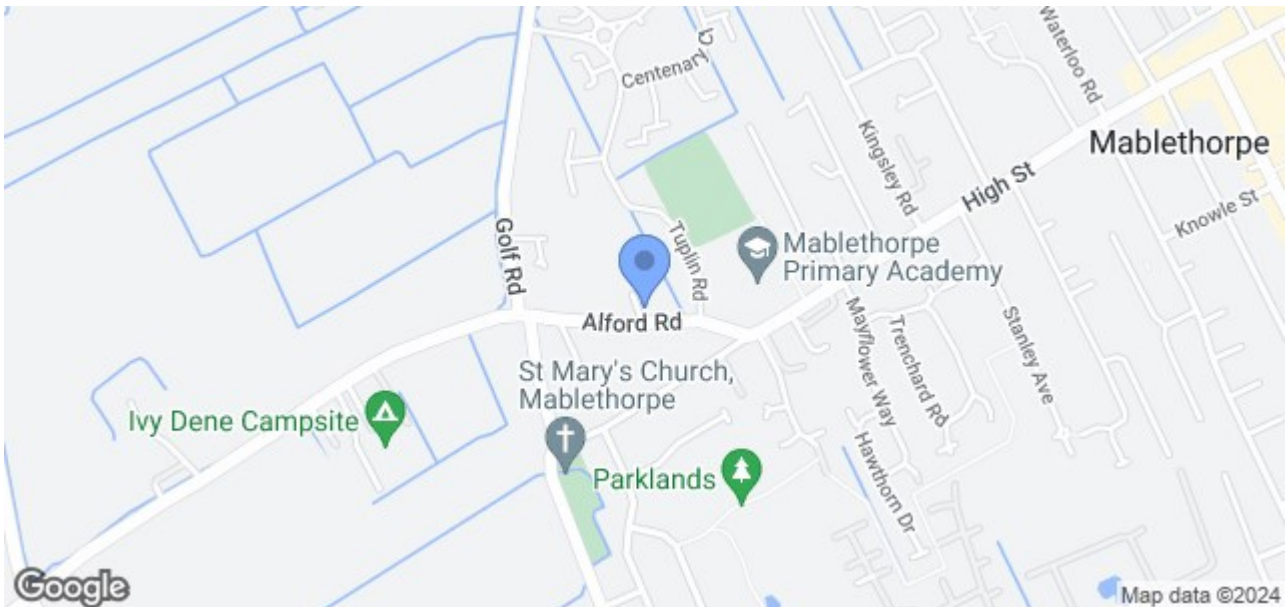 Centenary Cl
Waterloo Rd
Kingsley Rd
High St
Mablethorpe
Knowle St
Golf Rd
Tuplin Rd
Mablethorpe
Primary Academy
Alford Rd
Mayflower Way
Trenchard Rd
Stanley Ave
St Mary's Church,
Mablethorpe
Ivy Dene Campsite
Parklands
Hawthorn Dr
Google
Map data ©2024